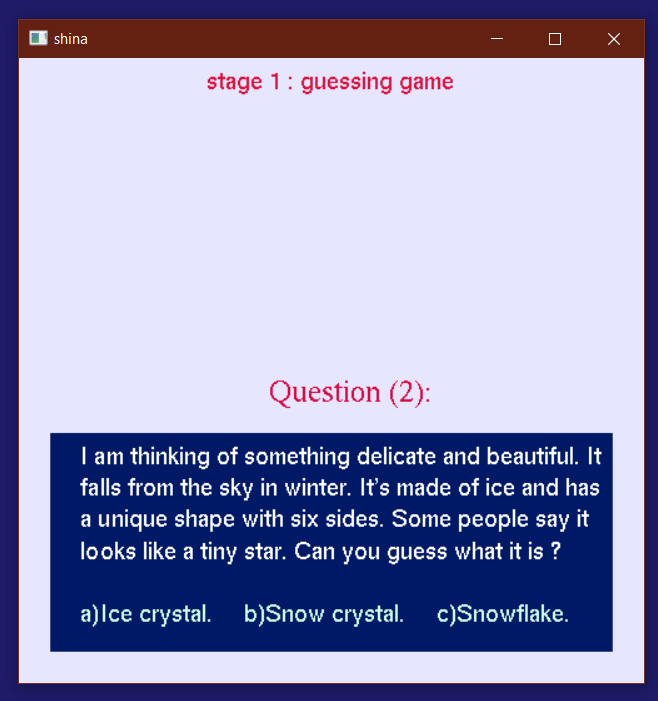 shina
stage 1 : guessing game
Question (2):
I am thinking of something delicate and beautiful. It
falls from the sky in winter. It's made of ice and has
a unique shape with six sides. Some people say it
looks like a tiny star. Can you guess what it is ?
a)Ice crystal. b)Snow crystal. c)Snowflake.